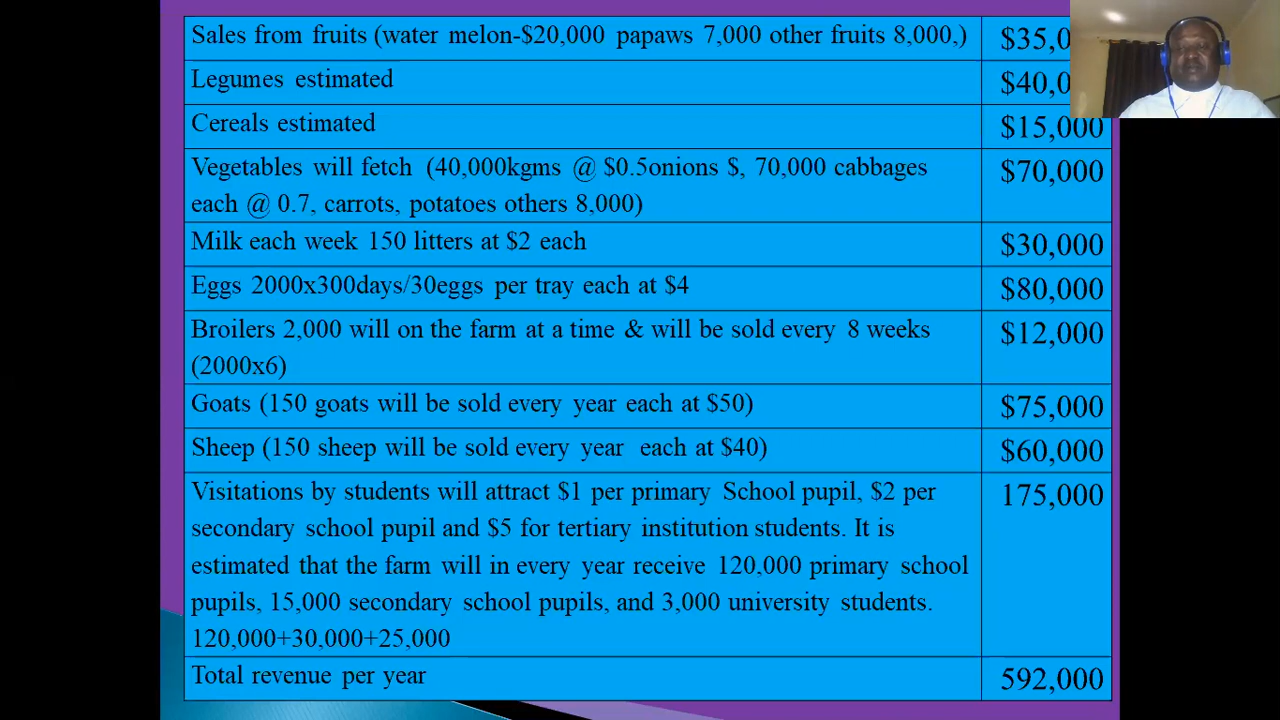 Sales from fruits (water melon-$20,000 papaws 7,000 other fruits 8,000,) $35,0
Legumes estimated $40,0
Cereals estimated $15,000
Vegetables will fetch (40,000kgms @ $0.5onions $, 70,000 cabbages $70,000
each @ 0.7, carrots, potatoes others 8,000)
Milk each week 150 litters at $2 each $30,000
Eggs 2000x300days/30eggs per tray each at $4 $80,000
Broilers 2,000 will on the farm at a time & will be sold every 8 weeks $12,000
(2000x6)
Goats (150 goats will be sold every year each at $50) $75,000
Sheep (150 sheep will be sold every year each at $40) $60,000
Visitations by students will attract $1 per primary School pupil, $2 per 175,000
secondary school pupil and $5 for tertiary institution students. It is
estimated that the farm will in every year receive 120,000 primary school
pupils, 15,000 secondary school pupils, and 3,000 university students.
120,000+30,000+25,000
Total revenue per year 592,000